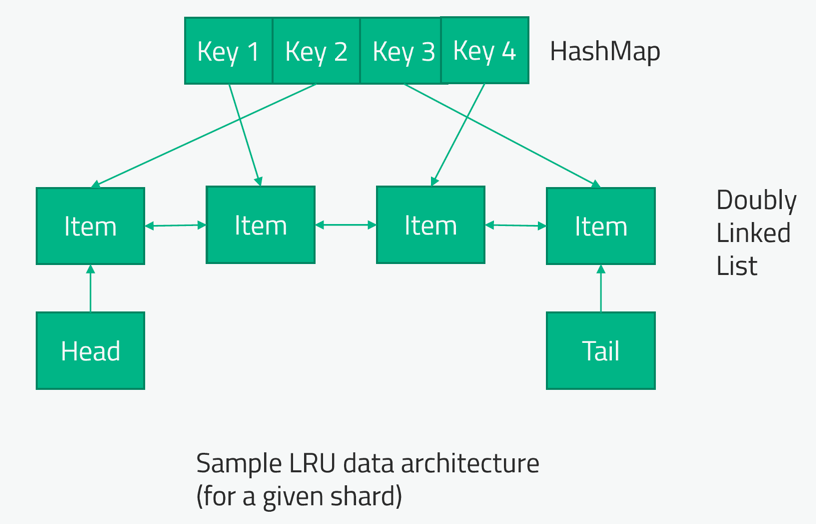 Key 1 Key 2 Key 3 Key 4 HashMap
Item Item Item Item
Doubly
Linked
List
Head Tail
Sample LRU data architecture
(for a given shard)